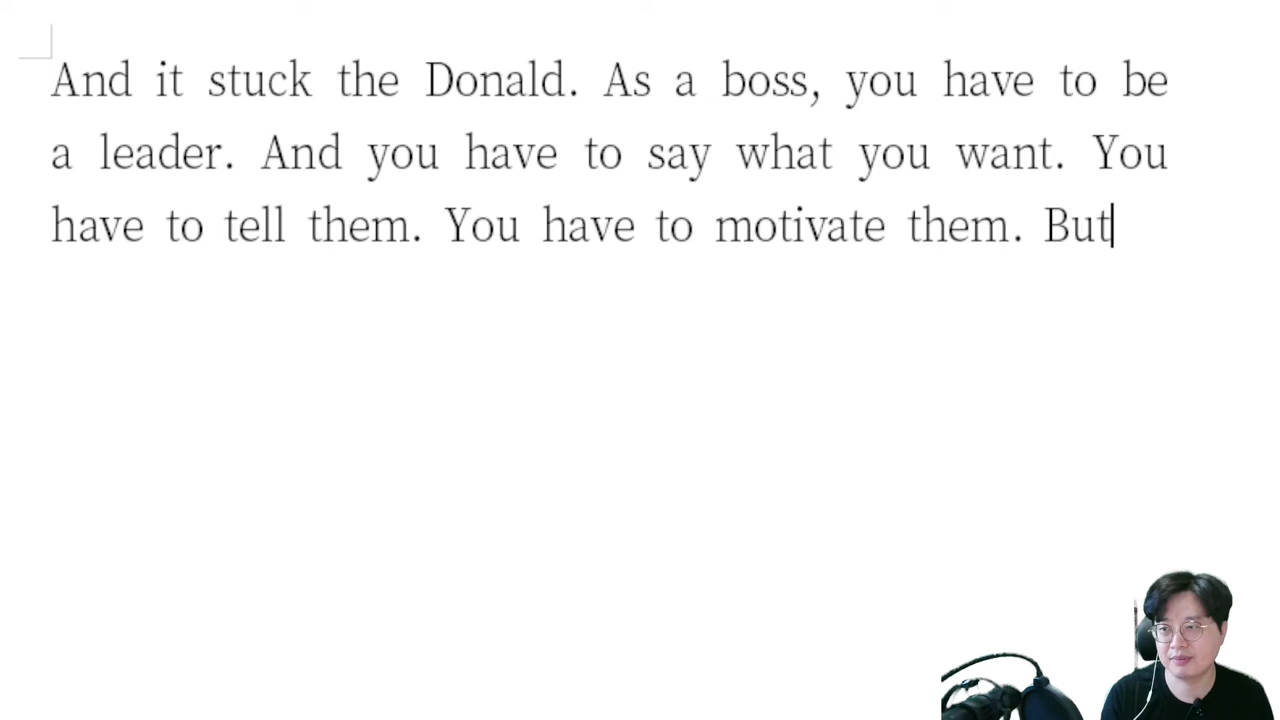 And it stuck the Donald. As a boss, you have to be
a leader. And you have to say what you want. You
have to tell them. You have to motivate them. But